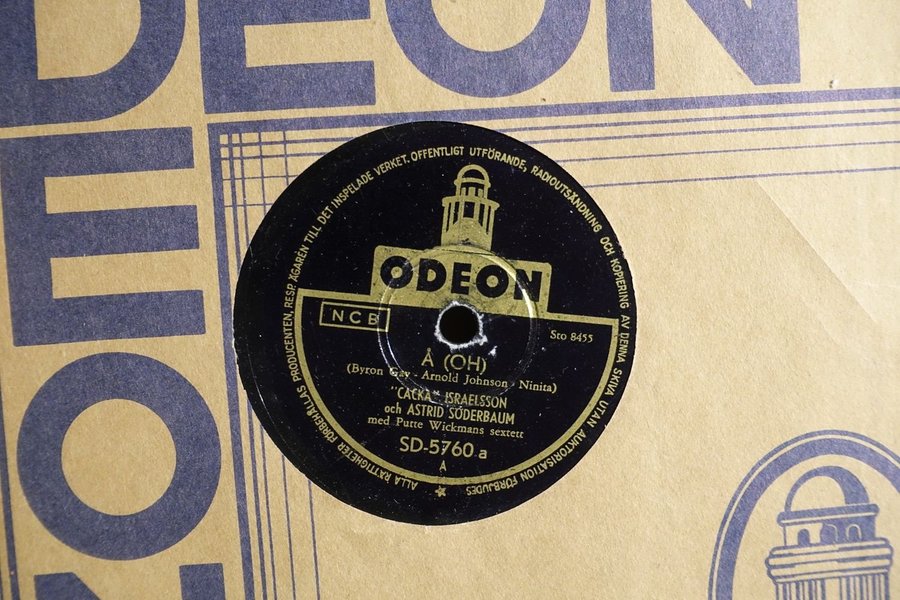 ODEON
ODEON
ALLA RÄTTIGHETER FÖRBEHÅLLAS PRODUCENTEN, RESP. ÄGAREN TILL DET INSPELADE VERKET. OFFENTLIGT UTFÖRANDE, RADIOUTSÄNDNING OCH KOPIERING AV DENNA SKIVA UTAN AUKTORISATION FÖRBJUDES
ODEON
NCB
Sto 8455
Å (OH)
(Byron Gay - Arnold Johnson - Ninita)
"CACKA" ISRAELSSON
och ASTRID SÖDERBAUM
med Putte Wickmans sextett
SD-5760 a
A